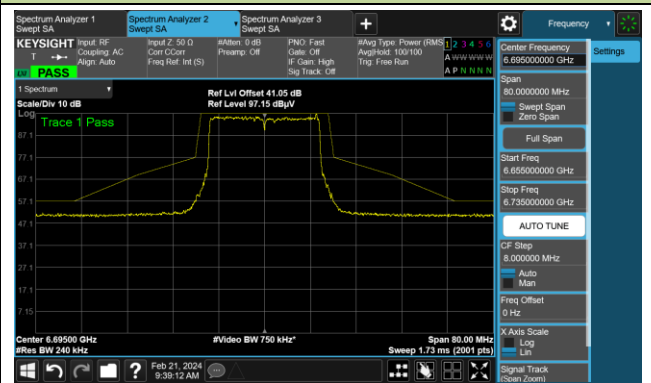 Spectrum Analyzer 1
Swept SA
Spectrum Analyzer 2
Swept SA
Spectrum Analyzer 3
Swept SA
+
Frequency
KEYSIGHT
T
PASS
Input: RF
Coupling: AC
Align: Auto
Input Z: 50 Ω
Corr CCorr
Freq Ref: Int (S)
#Atten: 0 dB
Preamp: Off
PNO: Fast
Gate: Off
IF Gain: High
Sig Track: Off
#Avg Type: Power (RMS
Avg|Hold: 100/100
Trig: Free Run
1 2 3 4 5 6
A W W W W W
A P N N N N
1 Spectrum
Scale/Div 10 dB
Ref Lvl Offset 41.05 dB
Ref Level 97.15 dBµV
Log
Trace 1 Pass
87.1
77.1
67.1
57.1
47.1
37.1
27.1
17.1
7.15
Center 6.69500 GHz
#Res BW 240 kHz
#Video BW 750 kHz*
Span 80.00 MHz
Sweep 1.73 ms (2001 pts)
Center Frequency
6.695000000 GHz
Settings
Span
80.0000000 MHz
Swept Span
Zero Span
Full Span
Start Freq
6.655000000 GHz
Stop Freq
6.735000000 GHz
AUTO TUNE
CF Step
8.000000 MHz
Auto
Man
Freq Offset
0 Hz
X Axis Scale
Log
Lin
Signal Track
(Span Zoom)
?
Feb 21, 2024
9:39:12 AM